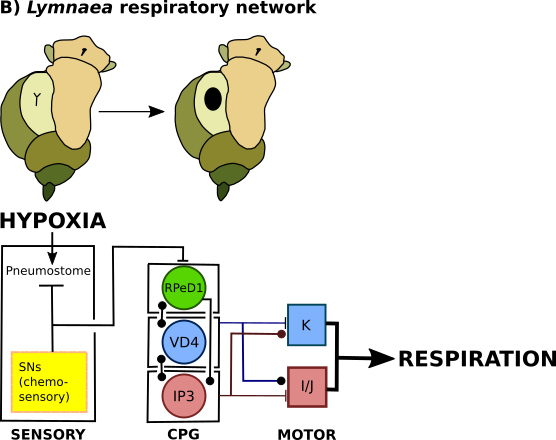 B) Lymnaea respiratory network
HYPOXIA
Pneumostome
SNs
(chemo-
sensory)
SENSORY
RPeD1
VD4
IP3
CPG
K
I/J
MOTOR
RESPIRATION